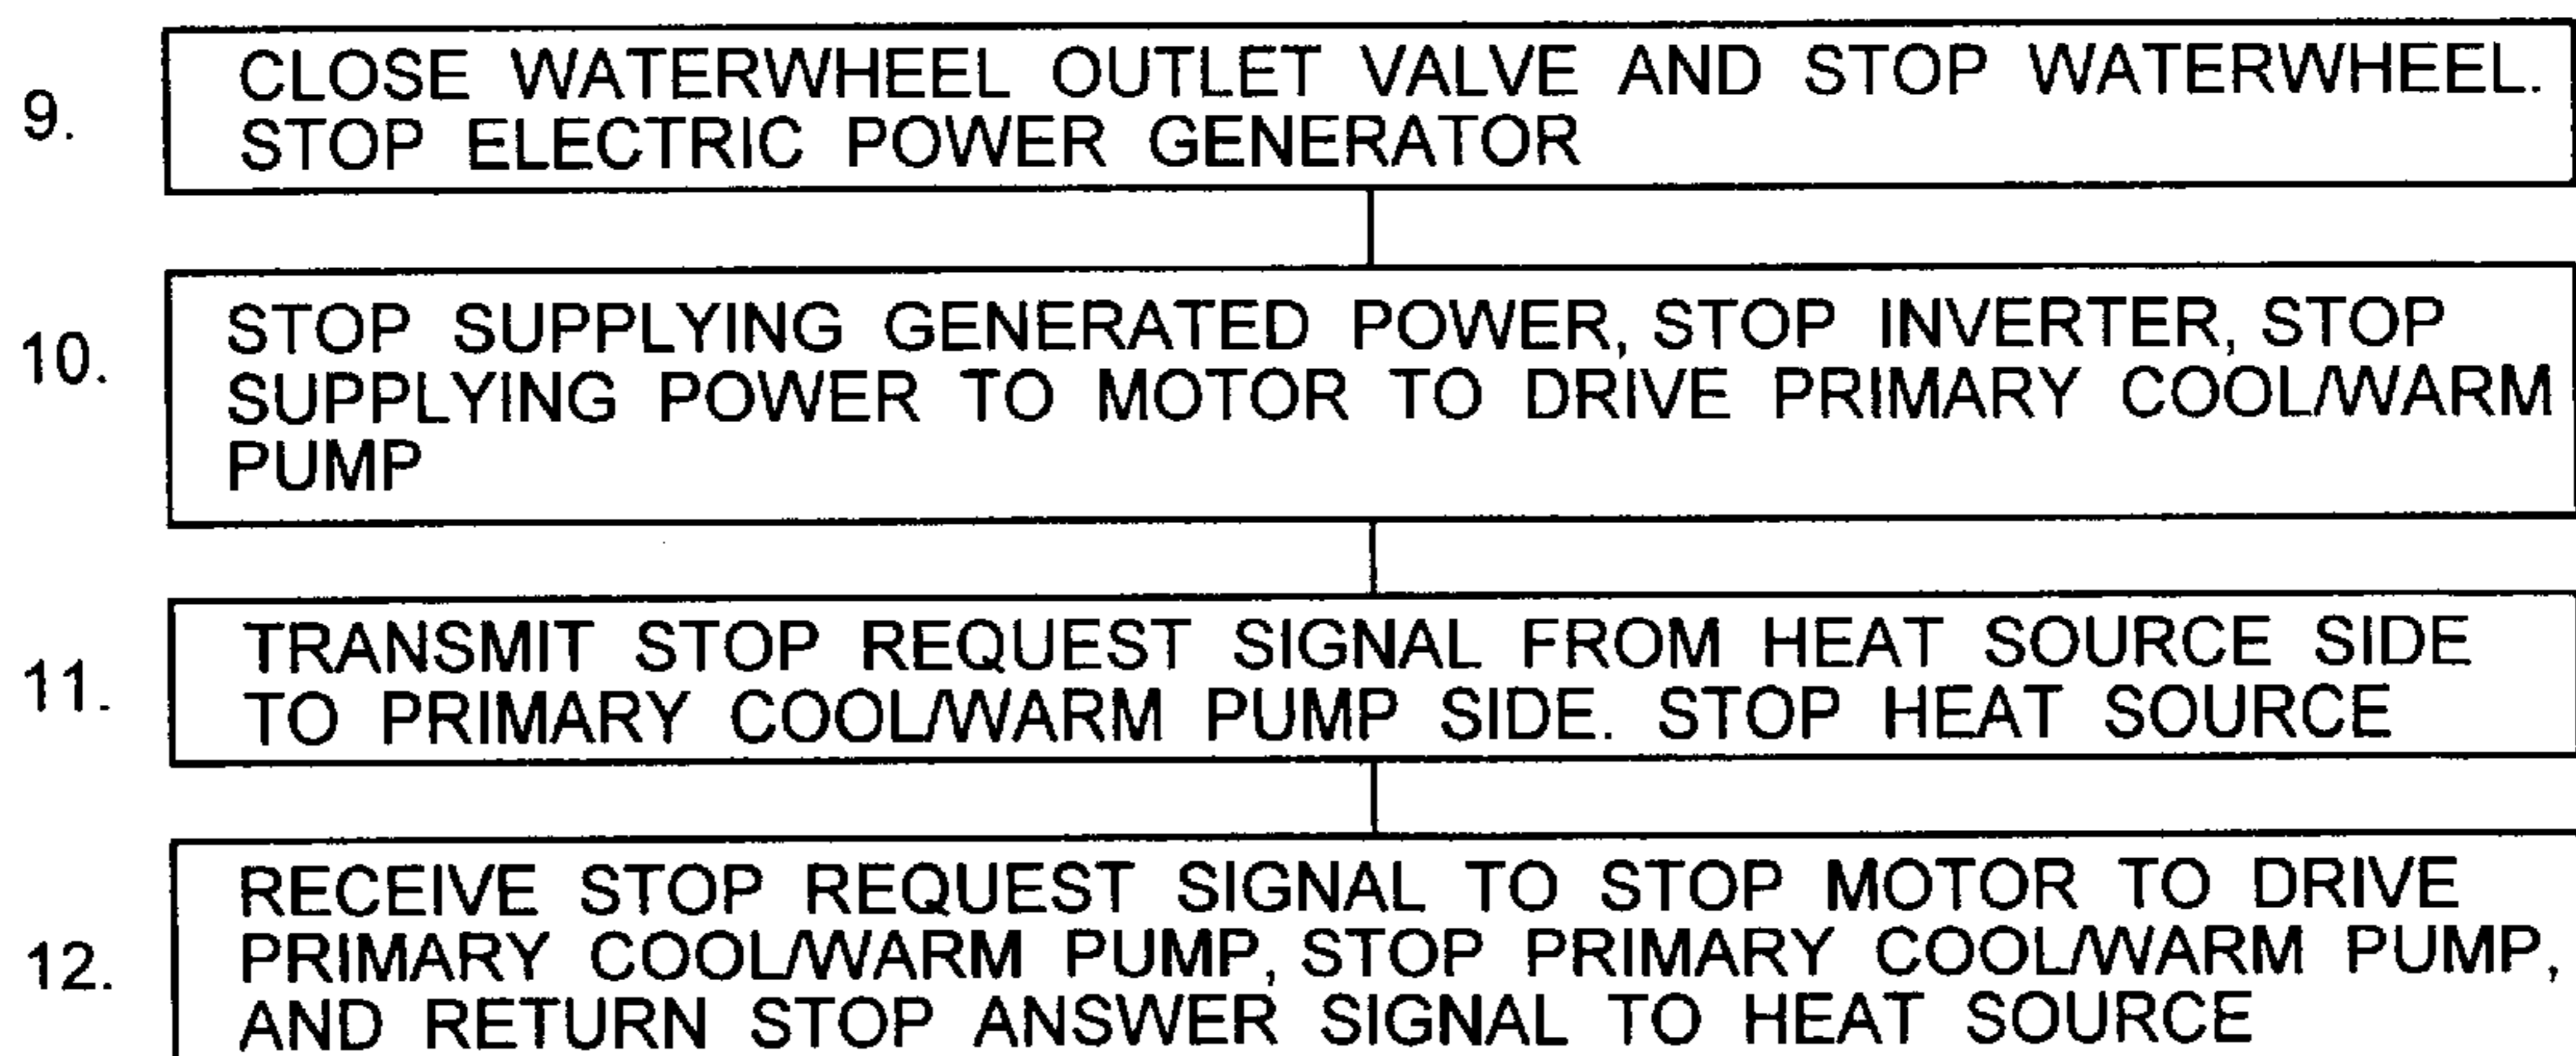 9. CLOSE WATERWHEEL OUTLET VALVE AND STOP WATERWHEEL.
STOP ELECTRIC POWER GENERATOR
10. STOP SUPPLYING GENERATED POWER, STOP INVERTER, STOP
SUPPLYING POWER TO MOTOR TO DRIVE PRIMARY COOL/WARM
PUMP
11. TRANSMIT STOP REQUEST SIGNAL FROM HEAT SOURCE SIDE
TO PRIMARY COOL/WARM PUMP SIDE. STOP HEAT SOURCE
12. RECEIVE STOP REQUEST SIGNAL TO STOP MOTOR TO DRIVE
PRIMARY COOL/WARM PUMP, STOP PRIMARY COOL/WARM PUMP,
AND RETURN STOP ANSWER SIGNAL TO HEAT SOURCE